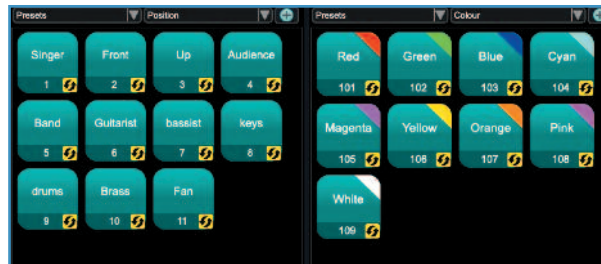 Presets Position Presets Colour
Singer Front Up Audience
1 2 3 4
Band Guitarist bassist keys
5 6 7 8
drums Brass Fan
9 10 11
Red Green Blue Cyan
101 102 103 104
Magenta Yellow Orange Pink
105 106 107 108
White
109